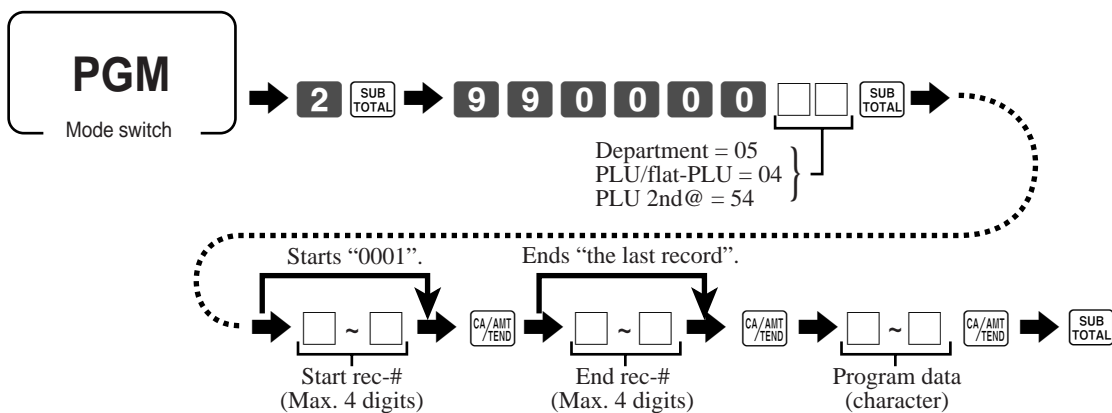 PGM
Mode switch
2 SUB TOTAL 9 9 0 0 0 0 SUB TOTAL
Department = 05
PLU/flat-PLU = 04
PLU 2nd@ = 54
Starts “0001”. Ends “the last record”.
~ CA/AMT /TEND ~ CA/AMT /TEND ~ CA/AMT /TEND SUB TOTAL
Start rec-# End rec-# Program data
(Max. 4 digits) (Max. 4 digits) (character)